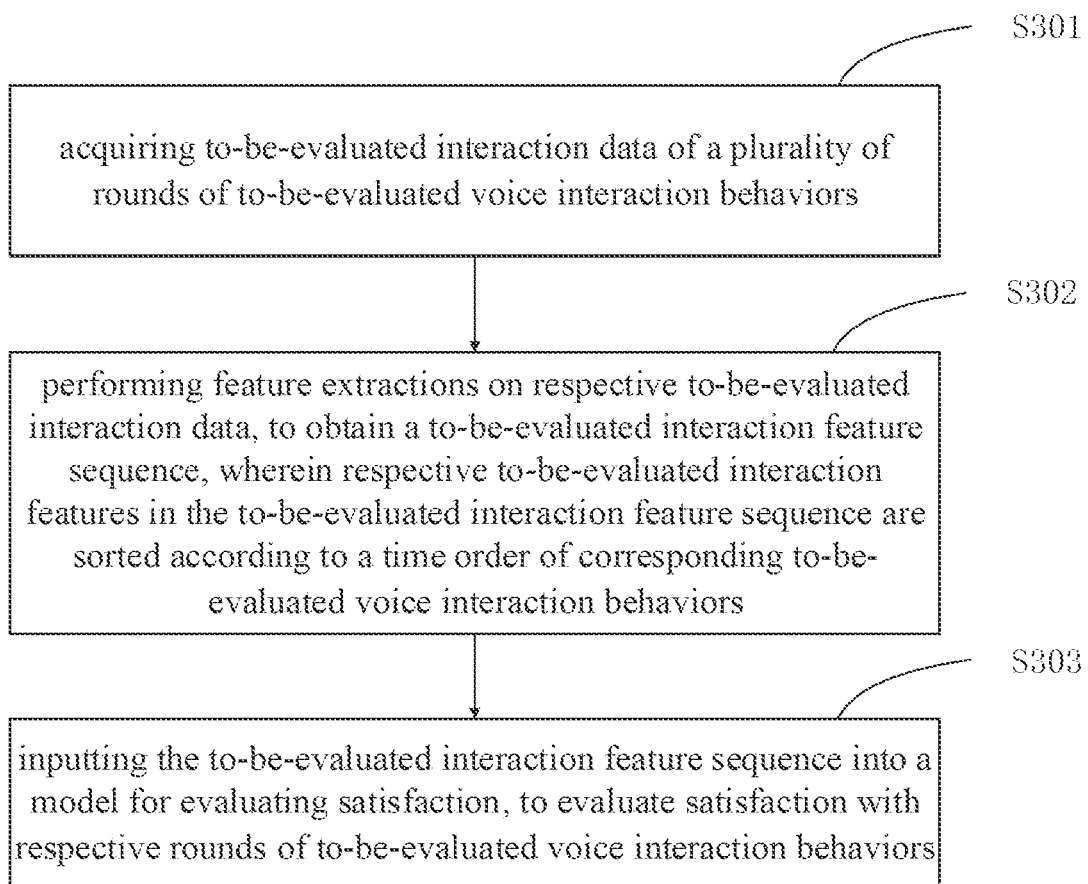 S301
acquiring to-be-evaluated interaction data of a plurality of
rounds of to-be-evaluated voice interaction behaviors
S302
performing feature extractions on respective to-be-evaluated
interaction data, to obtain a to-be-evaluated interaction feature
sequence, wherein respective to-be-evaluated interaction
features in the to-be-evaluated interaction feature sequence are
sorted according to a time order of corresponding to-be-
evaluated voice interaction behaviors
S303
inputting the to-be-evaluated interaction feature sequence into a
model for evaluating satisfaction, to evaluate satisfaction with
respective rounds of to-be-evaluated voice interaction behaviors